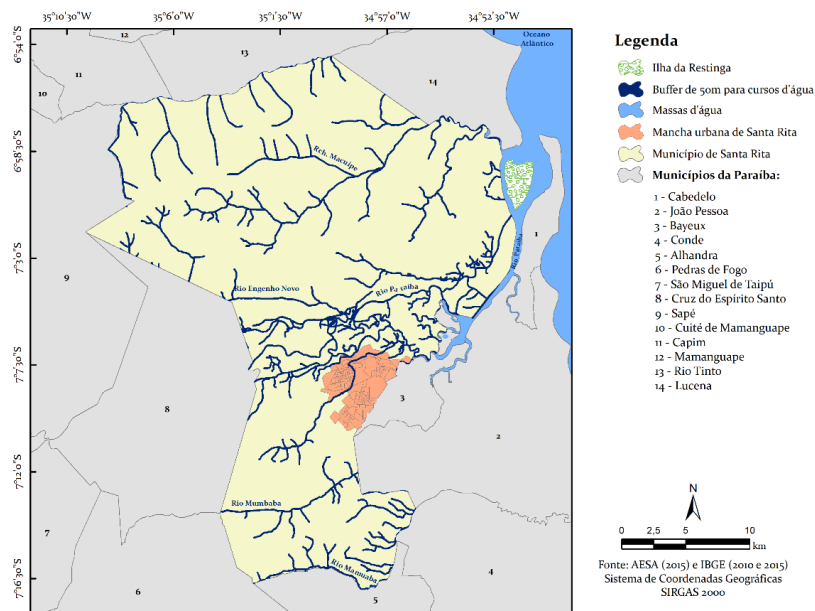 35°10'30"O 35°6'0"O 35°1'30"O 34°57'0"O 34°52'30"O
6°54'0"S
6°58'30"S
7°3'0"S
7°7'30"S
7°12'0"S
7°16'30"S
Oceano
Atlântico
12
13
11
14
10
Rch. Macuípe
1
Rio Paraíba
9
Rio Engenho Novo
Rio Pa raíba
8
3
2
Rio Mumbaba
7
Rio Mamuaba
4
6
5
Legenda
Ilha da Restinga
Buffer de 50m para cursos d'água
Massas d'água
Mancha urbana de Santa Rita
Município de Santa Rita
Municípios da Paraíba:
1 - Cabedelo
2 - João Pessoa
3 - Bayeux
4 - Conde
5 - Alhandra
6 - Pedras de Fogo
7 - São Miguel de Taipú
8 - Cruz do Espírito Santo
9 - Sapé
10 - Cuité de Mamanguape
11 - Capim
12 - Mamanguape
13 - Rio Tinto
14 - Lucena
N
0 2,5 5 10
km
Fonte: AESA (2015) e IBGE (2010 e 2015)
Sistema de Coordenadas Geográficas
SIRGAS 2000